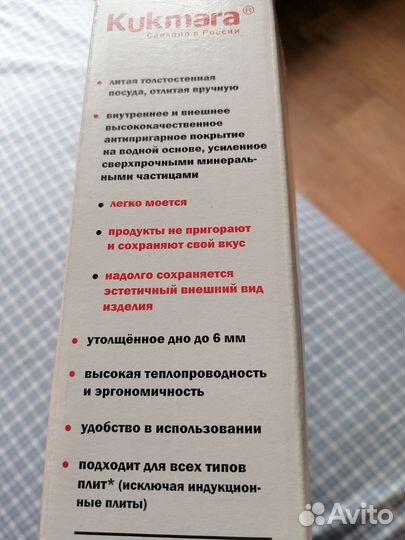 Kukmara®
Сделано в России
• литая толстостенная
посуда, отлитая вручную
• внутреннее и внешнее
высококачественное
антипригарное покрытие
на водной основе, усиленное
сверхпрочными минераль-
ными частицами
• легко моется
• продукты не пригорают
и сохраняют свой вкус
• надолго сохраняется
эстетичный внешний вид
изделия
• утолщённое дно до 6 мм
• высокая теплопроводность
и эргономичность
• удобство в использовании
• подходит для всех типов
плит* (исключая индукцион-
ные плиты)
Avito